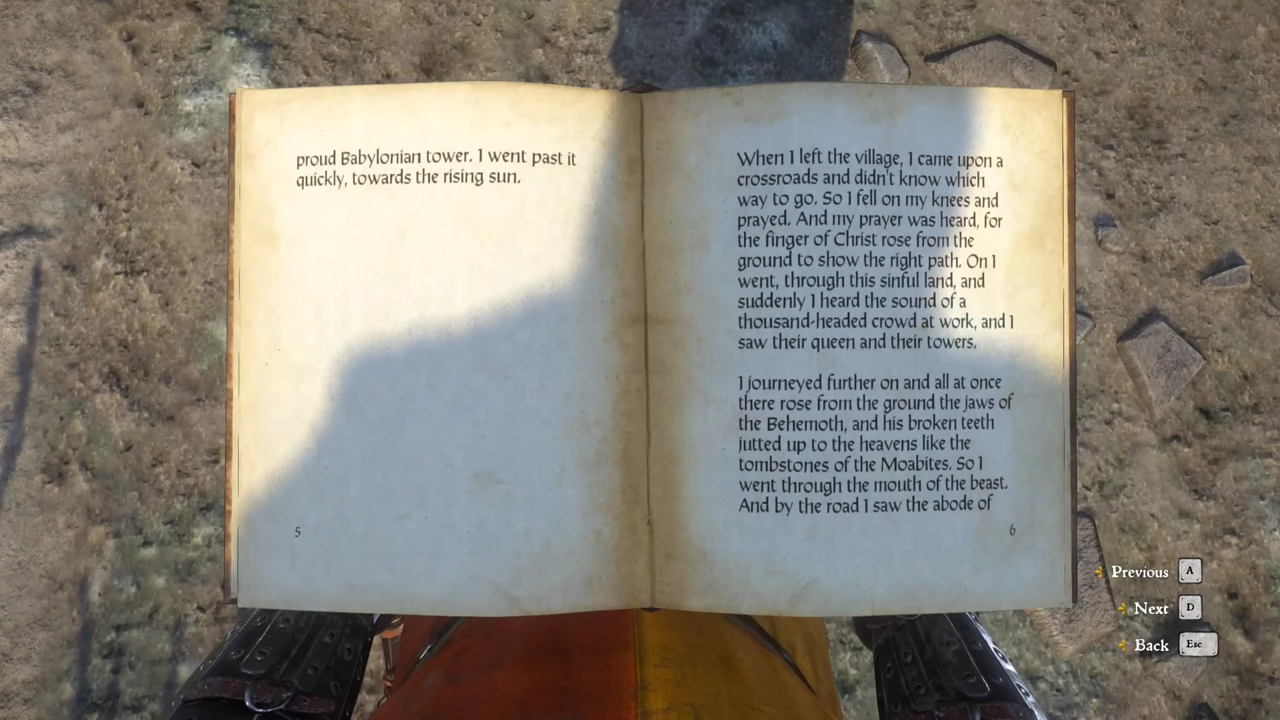 proud Babylonian tower. I went past it
quickly, towards the rising sun.
5
When I left the village, I came upon a
crossroads and didn't know which
way to go. So I fell on my knees and
prayed. And my prayer was heard, for
the finger of Christ rose from the
ground to show the right path. On I
went, through this sinful land, and
suddenly I heard the sound of a
thousand-headed crowd at work, and I
saw their queen and their towers.
I journeyed further on and all at once
there rose from the ground the jaws of
the Behemoth, and his broken teeth
jutted up to the heavens like the
tombstones of the Moabites. So I
went through the mouth of the beast.
And by the road I saw the abode of
6
Previous A
Next D
Back Esc